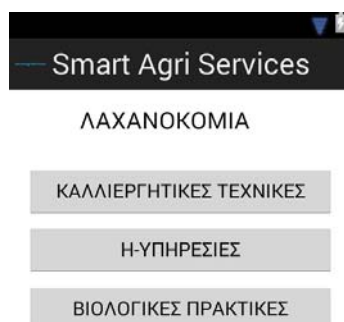 Smart Agri Services
ΛΑΧΑΝΟΚΟΜΙΑ
ΚΑΛΛΙΕΡΓΗΤΙΚΕΣ ΤΕΧΝΙΚΕΣ
Η-ΥΠΗΡΕΣΙΕΣ
ΒΙΟΛΟΓΙΚΕΣ ΠΡΑΚΤΙΚΕΣ